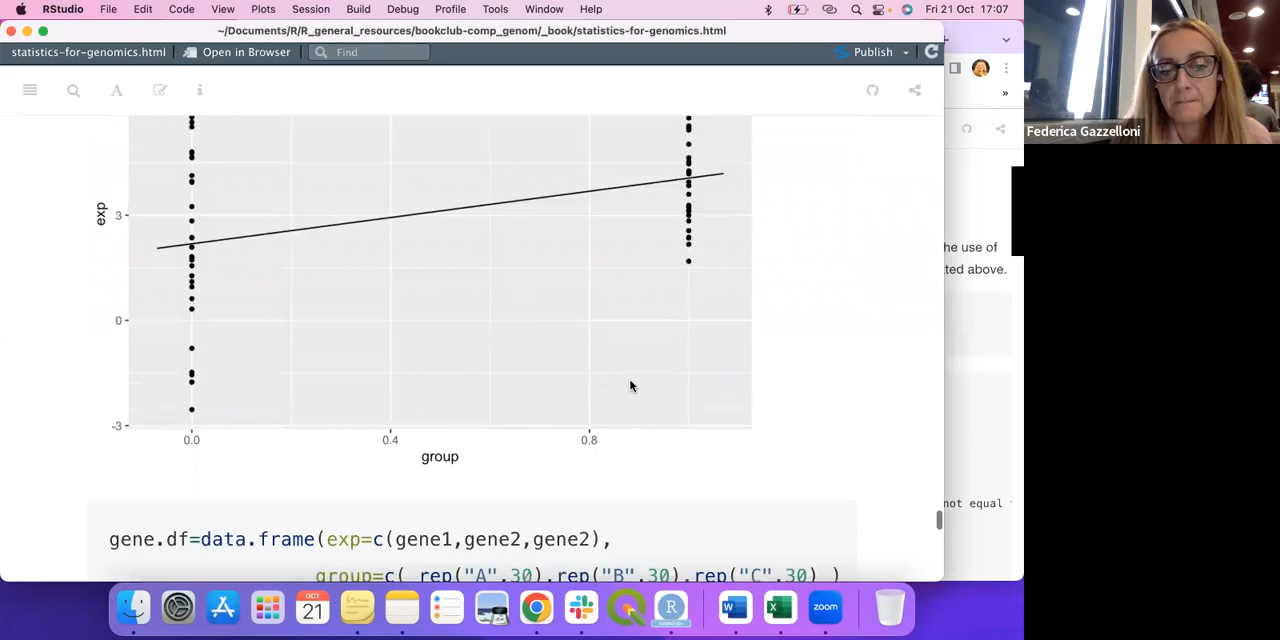 RStudio File Edit Code View Plots Session Build Debug Profile Tools Window Help Fri 21 Oct 17:07
~/Documents/R/R_general_resources/bookclub-comp_genom/_book/statistics-for-genomics.html
statistics-for-genomics.html Open in Browser Find Publish
Federica Gazzelloni
exp
3
0
-3
0.0 0.4 0.8
group
he use of
ted above.
not equal
gene.df=data.frame(exp=c(gene1,gene2,gene2),
group=c( rep("A",30),rep("B",30),rep("C",30) )
OCT
21
W X zoom
R